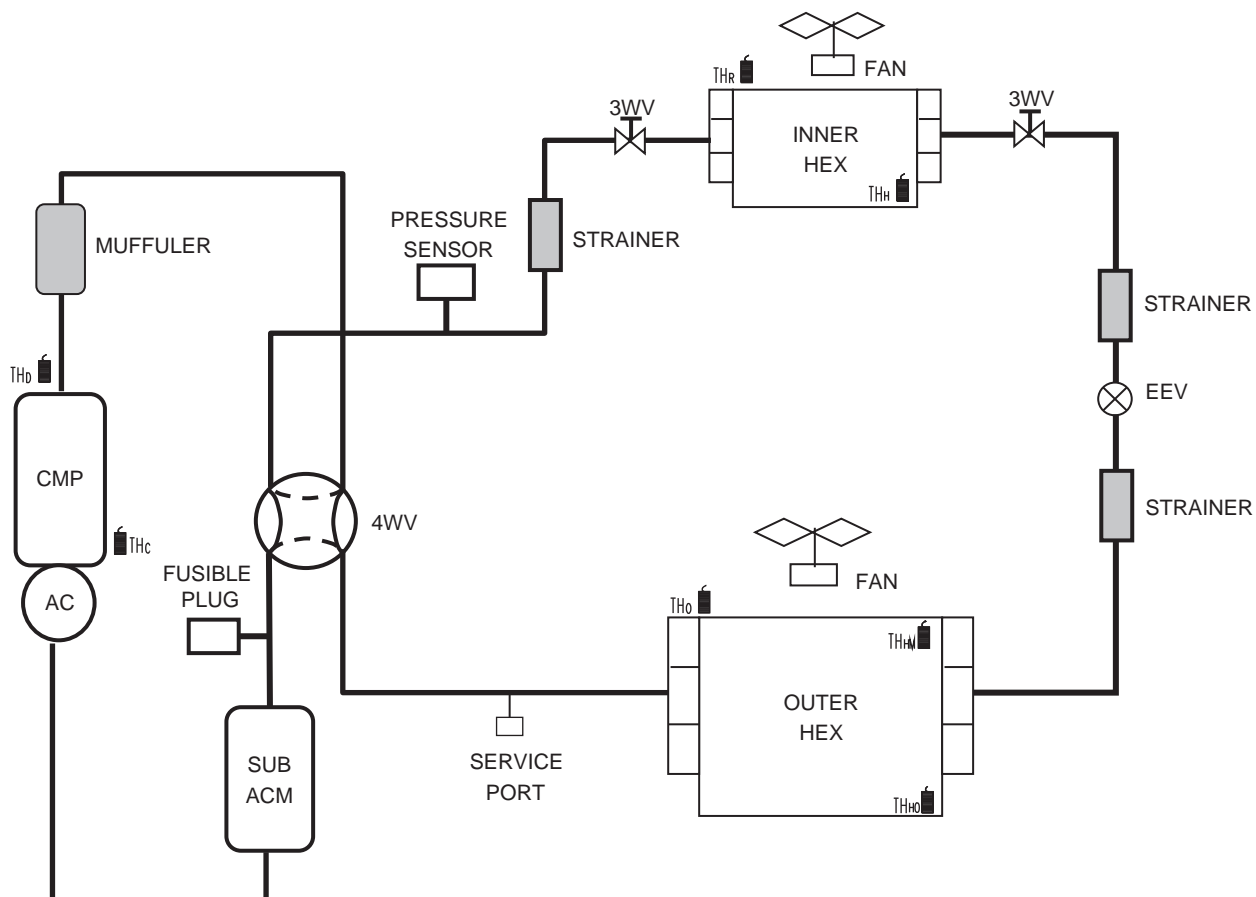 FAN
THR
3WV
3WV
INNER
HEX
THH
MUFFULER
PRESSURE
SENSOR
STRAINER
STRAINER
THD
EEV
CMP
STRAINER
4WV
THC
FUSIBLE
PLUG
FAN
AC
THO
THHM
OUTER
HEX
SERVICE
PORT
SUB
ACM
THHO